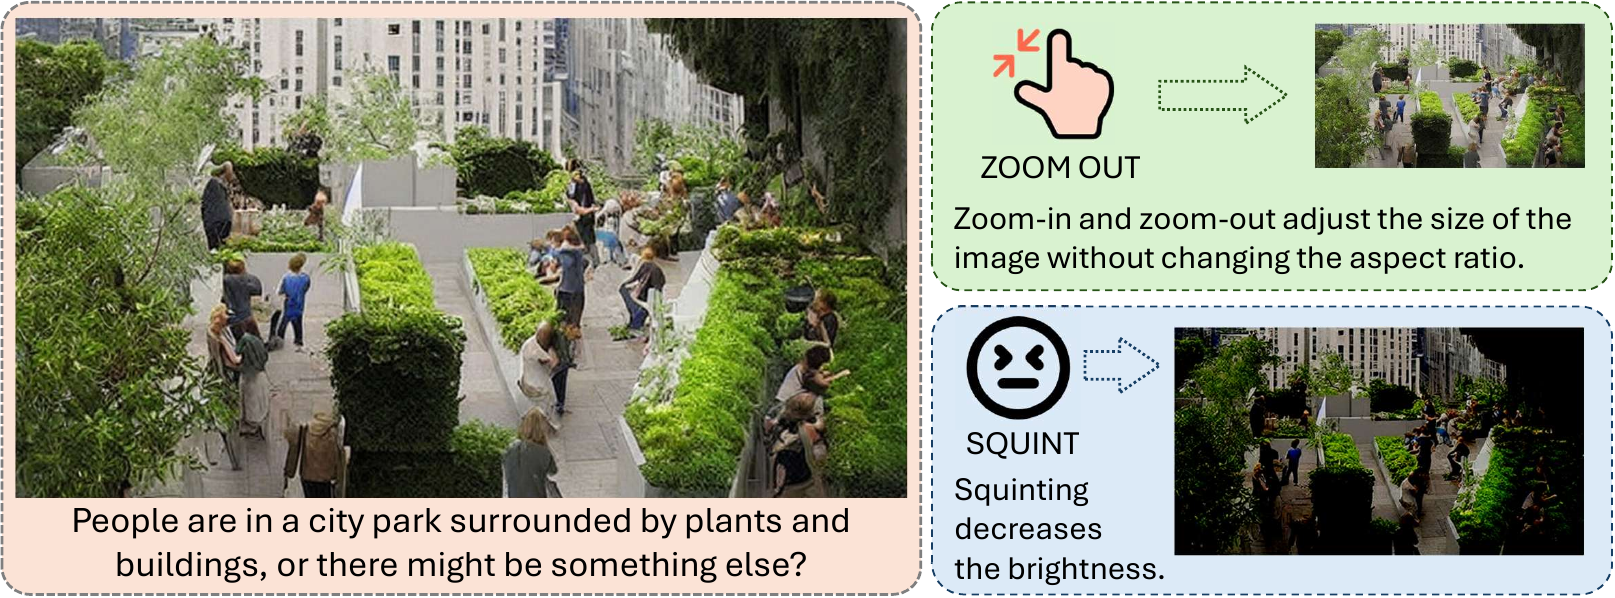 People are in a city park surrounded by plants and
buildings, or there might be something else?
ZOOM OUT
Zoom-in and zoom-out adjust the size of the
image without changing the aspect ratio.
SQUINT
Squinting
decreases
the brightness.